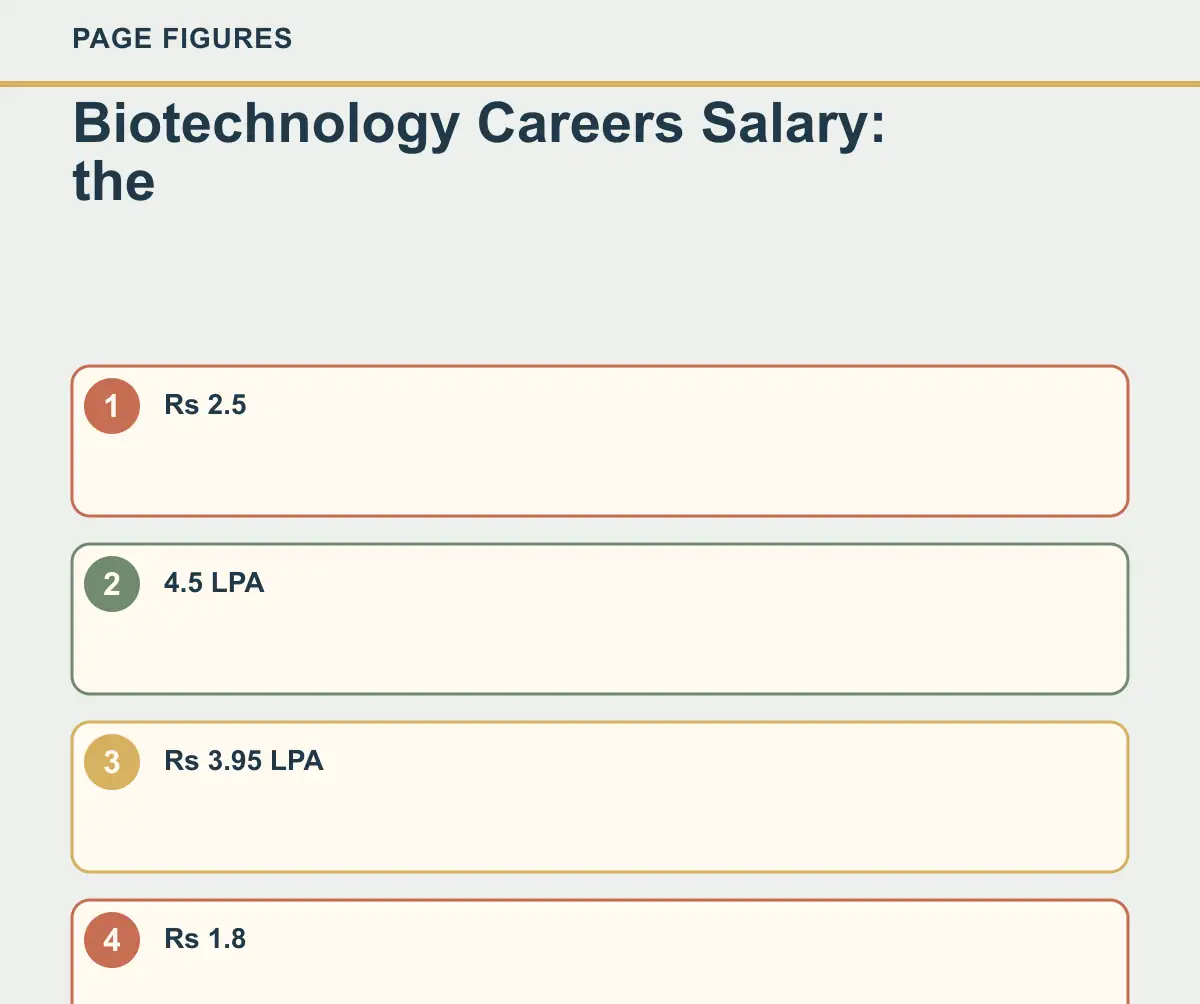 PAGE FIGURES
Biotechnology Careers Salary:
the
1 Rs 2.5
2 4.5 LPA
3 Rs 3.95 LPA
4 Rs 1.8